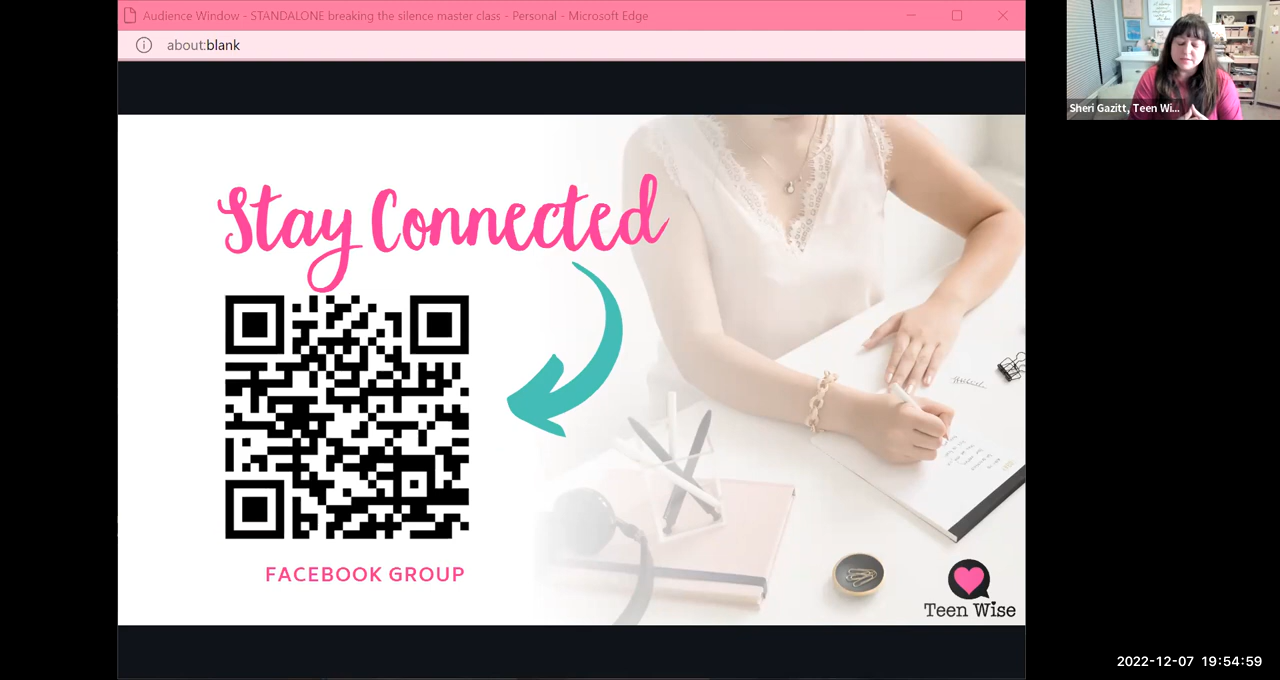 Audience Window - STANDALONE breaking the silence master class - Personal - Microsoft Edge
about:blank
Sheri Gazitt, Teen Wi...
Stay Connected
FACEBOOK GROUP
Teen Wise
2022-12-07 19:54:59